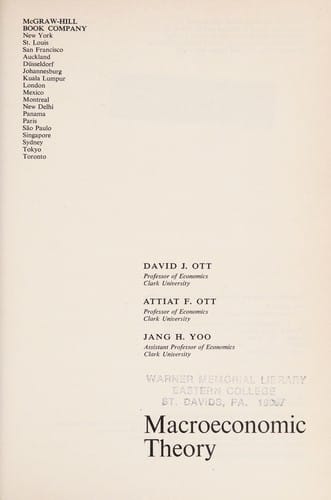 McGRAW-HILL
BOOK COMPANY
New York
St. Louis
San Francisco
Auckland
Düsseldorf
Johannesburg
Kuala Lumpur
London
Mexico
Montreal
New Delhi
Panama
Paris
São Paulo
Singapore
Sydney
Tokyo
Toronto
DAVID J. OTT
Professor of Economics
Clark University
ATTIAT F. OTT
Professor of Economics
Clark University
JANG H. YOO
Assistant Professor of Economics
Clark University
WARNER MEMORIAL LIBRARY
EASTERN COLLEGE
ST. DAVIDS, PA. 19087
Macroeconomic
Theory